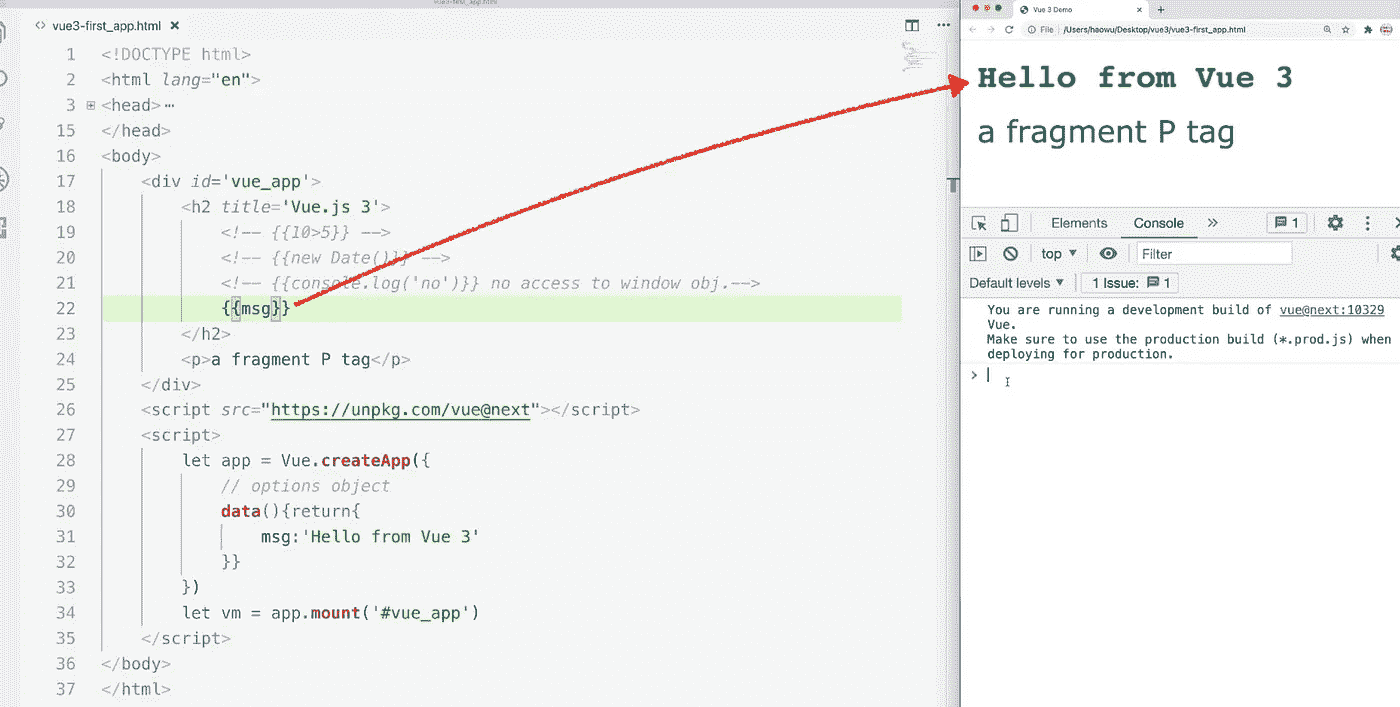 vue3-first_app.html
vue3-first_app.html
1 <!DOCTYPE html>
2 <html lang="en">
3 <head> ⋯
15 </head>
16 <body>
17 <div id='vue_app'>
18 <h2 title='Vue.js 3'>
19 <!-- {{10>5}} -->
20 <!-- {{new Date()}} -->
21 <!-- {{console.log('no')}} no access to window obj.-->
22 {{msg}}
23 </h2>
24 <p>a fragment P tag</p>
25 </div>
26 <script src="https://unpkg.com/vue@next"></script>
27 <script>
28 let app = Vue.createApp({
29 // options object
30 data(){return{
31 msg:'Hello from Vue 3'
32 }}
33 })
34 let vm = app.mount('#vue_app')
35 </script>
36 </body>
37 </html>
Vue 3 Demo
File /Users/haowu/Desktop/vue3/vue3-first_app.html
Hello from Vue 3
a fragment P tag
Elements Console » 1
top Filter
Default levels 1 Issue: 1
You are running a development build of vue@next:10329
Vue.
Make sure to use the production build (*.prod.js) when
deploying for production.
>